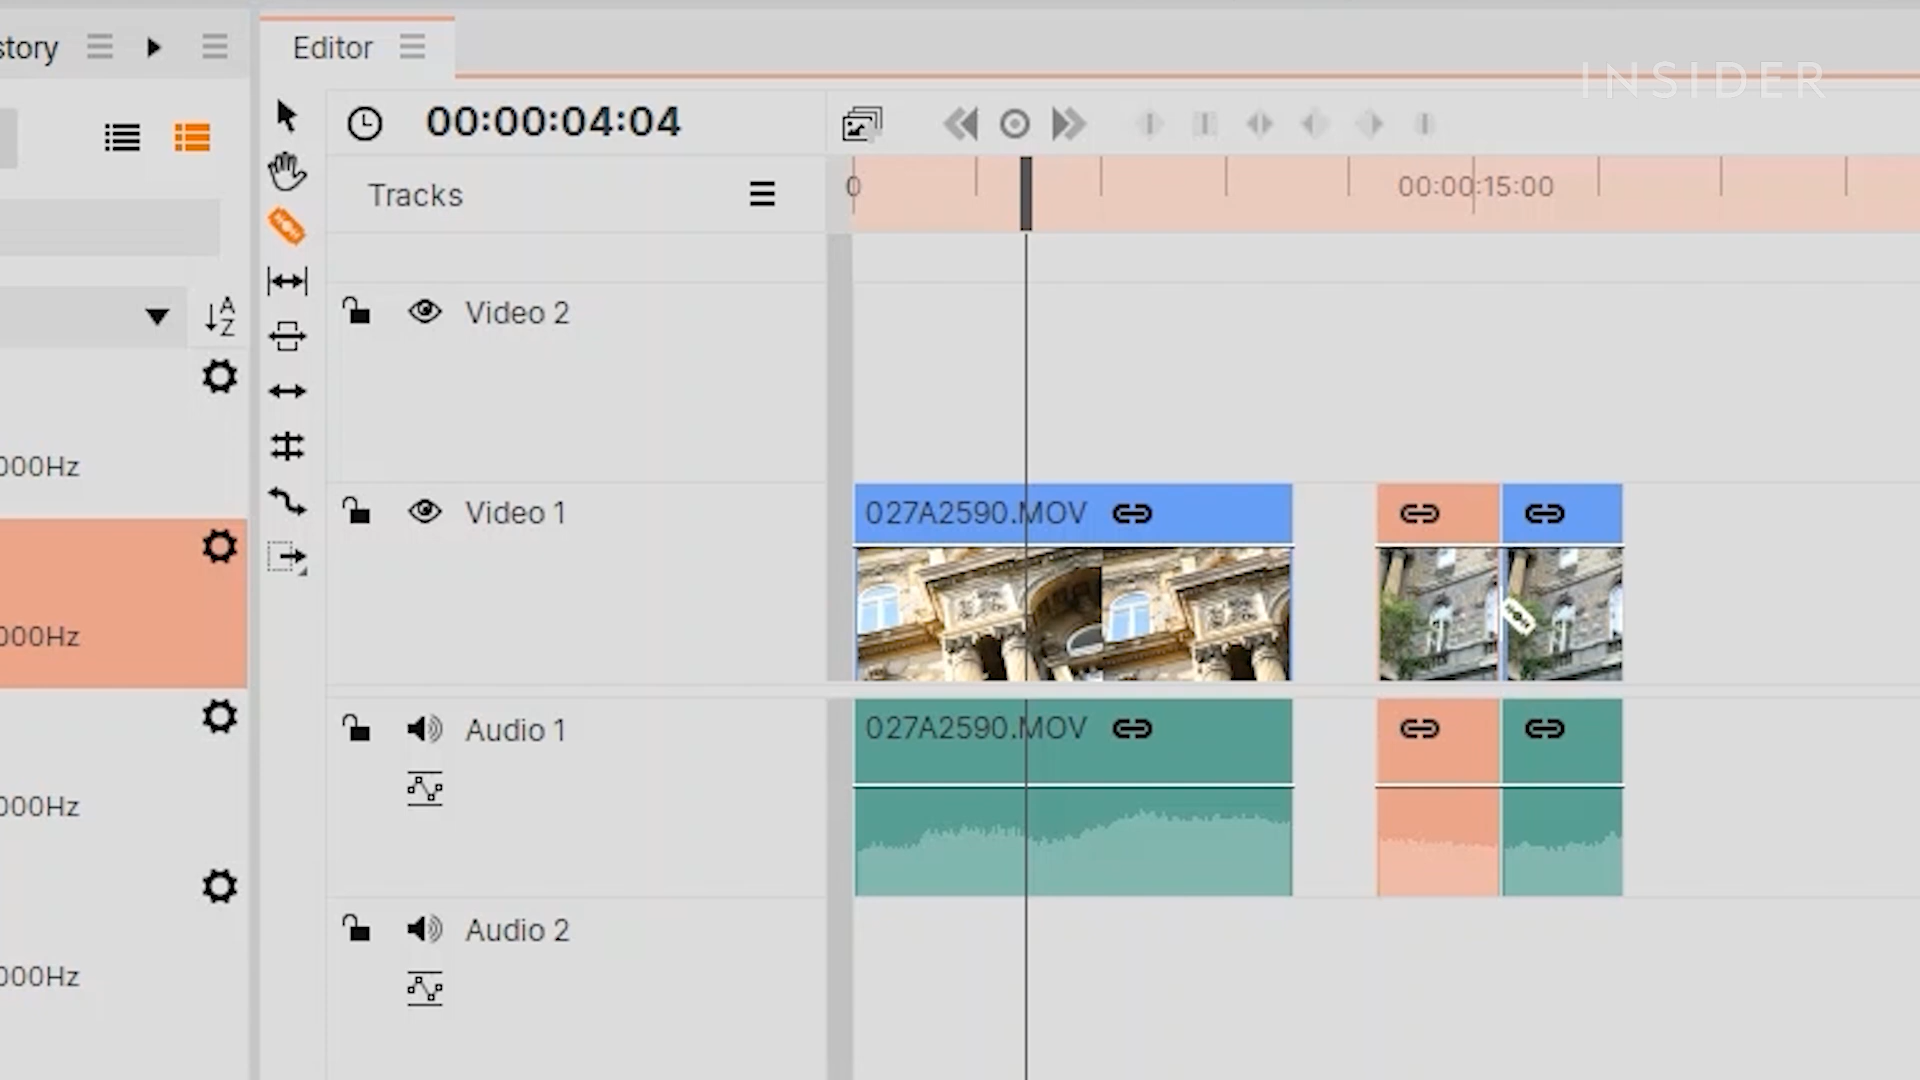 story
Editor
INSIDER
00:00:04:04
Tracks
0
00:00:15:00
Video 2
000Hz
Video 1
027A2590.MOV
000Hz
Audio 1
027A2590.MOV
000Hz
Audio 2
000Hz